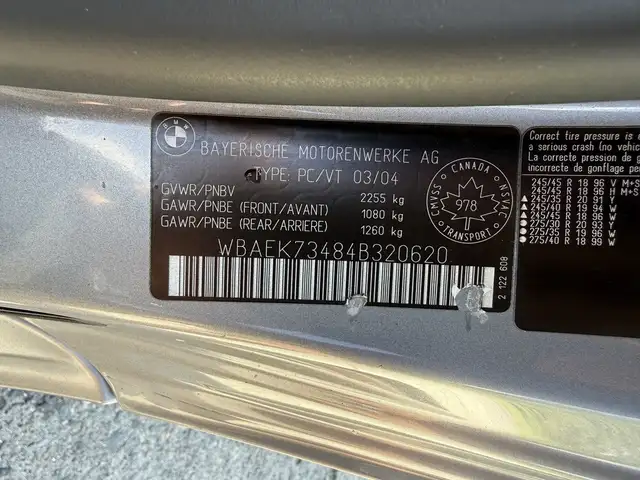 BMW
BAYERISCHE MOTORENWERKE AG
TYPE: PC/VT 03/04
GVWR/PNBV 2255 kg
GAWR/PNBE (FRONT/AVANT) 1080 kg
GAWR/PNBE (REAR/ARRIERE) 1260 kg
WBAEK73484B320620
CANADA
CMVSS
NSVAC
978
TRANSPORT
2 122 608
Correct tire pressure is
a serious crash (no vehic
La pression de gonflage
incorrecte de gonflage p
245/45 R 18 96 V M+S
245/45 R 18 96 H M+S
245/35 R 20 91 Y
245/40 R 19 94 W
245/45 R 18 96 W
275/30 R 20 93 Y
275/35 R 19 96 W
275/40 R 18 99 W